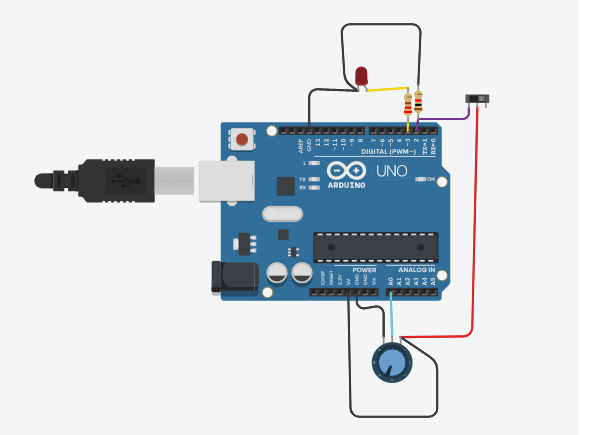 AREF
GND
13
12
~11
~10
~9
8
7
~6
~5
4
~3
2
TX→1
RX←0
DIGITAL (PWM~)
L
TX
RX
UNO
ARDUINO
ON
POWER
ANALOG IN
IOREF
RESET
3.3V
5V
GND
GND
Vin
A0
A1
A2
A3
A4
A5